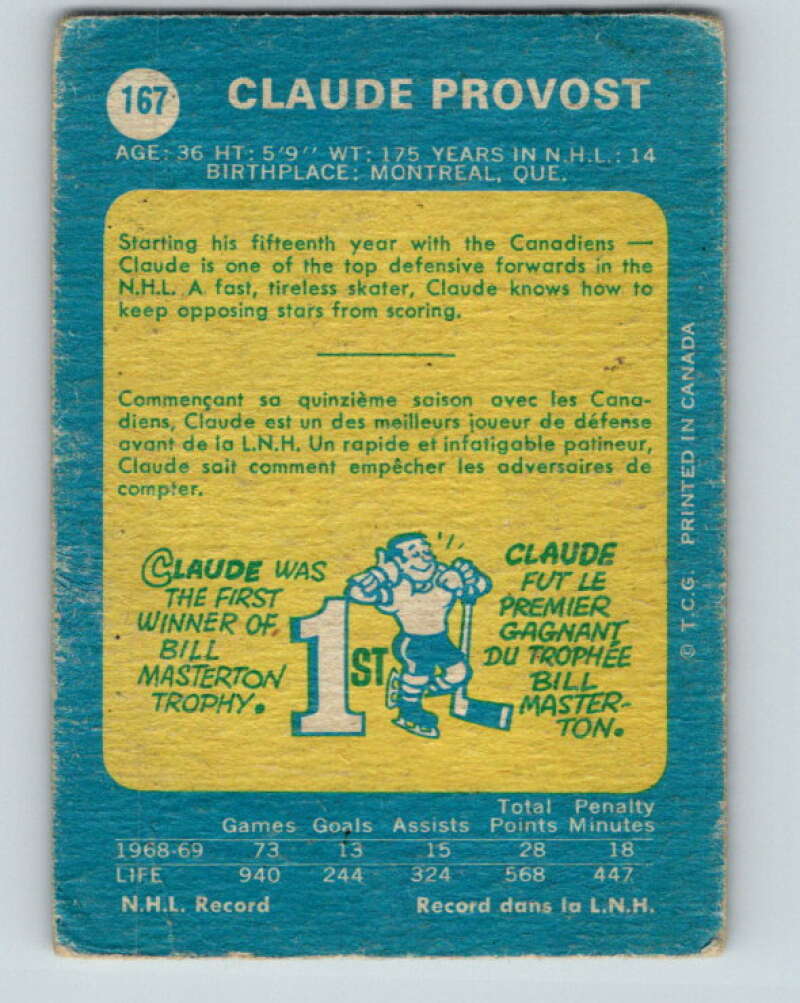 167 CLAUDE PROVOST
AGE: 36 HT: 5'9" WT: 175 YEARS IN N.H.L.: 14
BIRTHPLACE: MONTREAL, QUE.
Starting his fifteenth year with the Canadiens —
Claude is one of the top defensive forwards in the
N.H.L. A fast, tireless skater, Claude knows how to
keep opposing stars from scoring.
Commençant sa quinzième saison avec les Cana-
diens, Claude est un des meilleurs joueur de défense
avant de la L.N.H. Un rapide et infatigable patineur,
Claude sait comment empêcher les adversaires de
compter.
CLAUDE WAS
THE FIRST
WINNER OF
BILL
MASTERTON
TROPHY.
1ST
CLAUDE
FUT LE
PREMIER
GAGNANT
DU TROPHÉE
BILL
MASTER-
TON.
© T.C.G. PRINTED IN CANADA
Total Penalty
Games Goals Assists Points Minutes
1968-69 73 13 15 28 18
LIFE 940 244 324 568 447
N.H.L. Record Record dans la L.N.H.